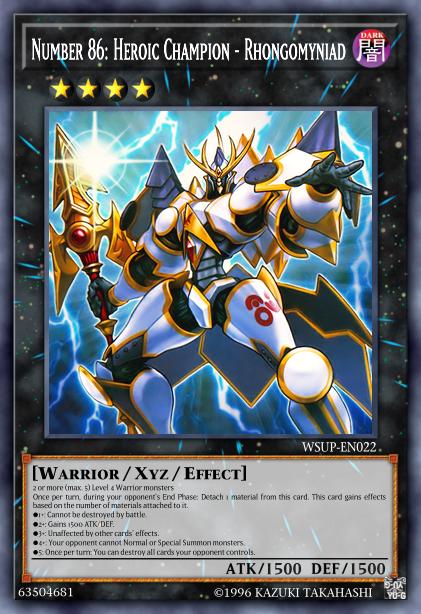 Number 86: Heroic Champion - Rhongomyniad
DARK
闇
86
WSUP-EN022
[Warrior / Xyz / Effect]
2 or more (max. 5) Level 4 Warrior monsters
Once per turn, during your opponent's End Phase: Detach 1 material from this card. This card gains effects
based on the number of materials attached to it.
●1+: Cannot be destroyed by battle.
●2+: Gains 1500 ATK/DEF.
●3+: Unaffected by other cards' effects.
●4+: Your opponent cannot Normal or Special Summon monsters.
●5: Once per turn: You can destroy all cards your opponent controls.
ATK/1500 DEF/1500
63504681
©1996 KAZUKI TAKAHASHI